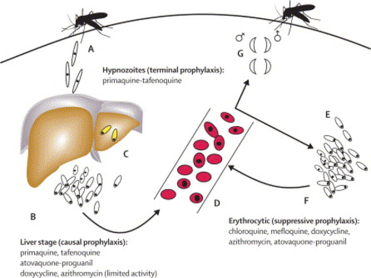 A
♂
♀
G
Hypnozoites (terminal prophylaxis):
primaquine-tafenoquine
E
C
B
D
F
Liver stage (causal prophylaxis):
primaquine, tafenoquine
atovaquone-proguanil
doxycycline, azithromycin (limited activity)
Erythrocytic (suppressive prophylaxis):
chloroquine, mefloquine, doxycycline,
azithromycin, atovaquone-proguanil